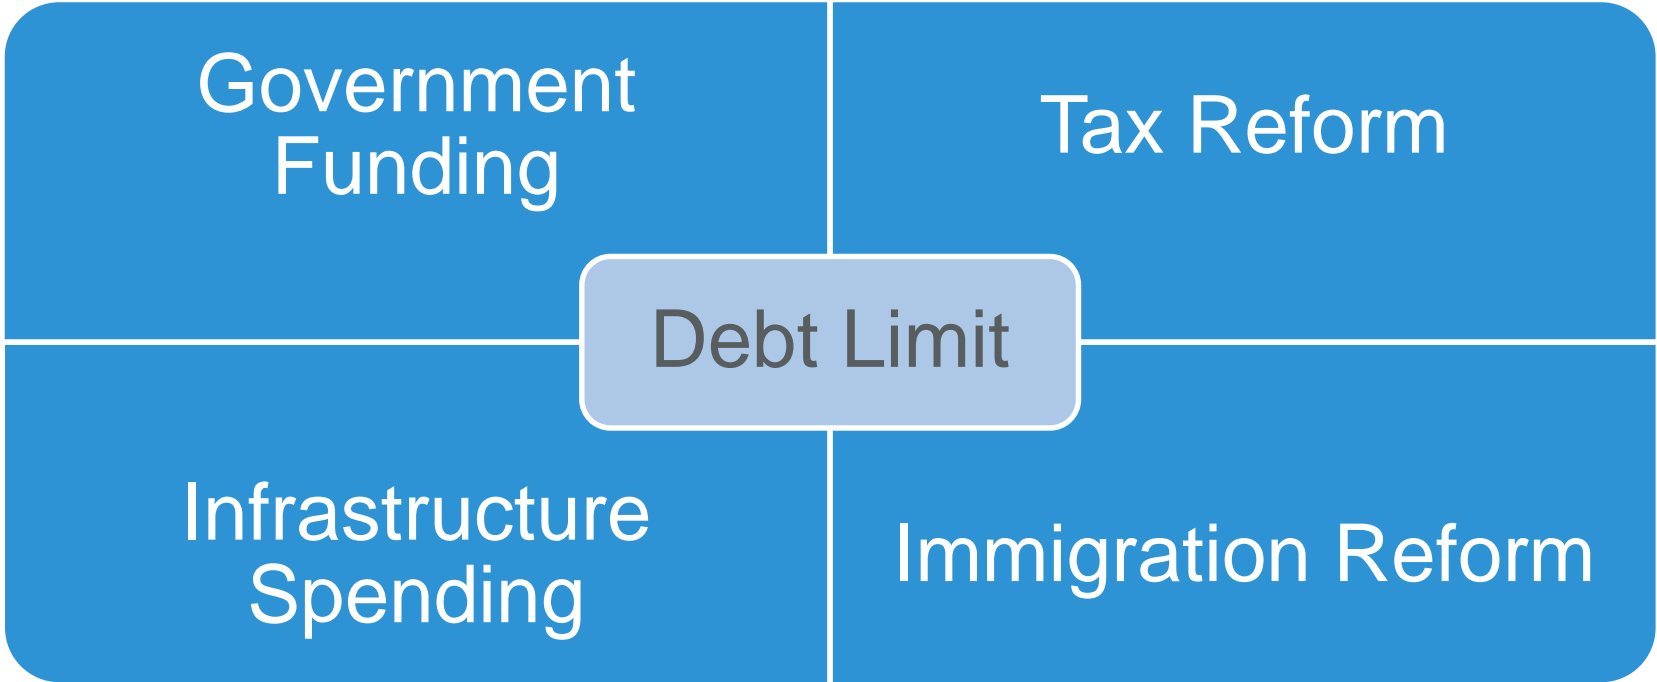 Government
Funding
Tax Reform
Debt Limit
Infrastructure
Spending
Immigration Reform